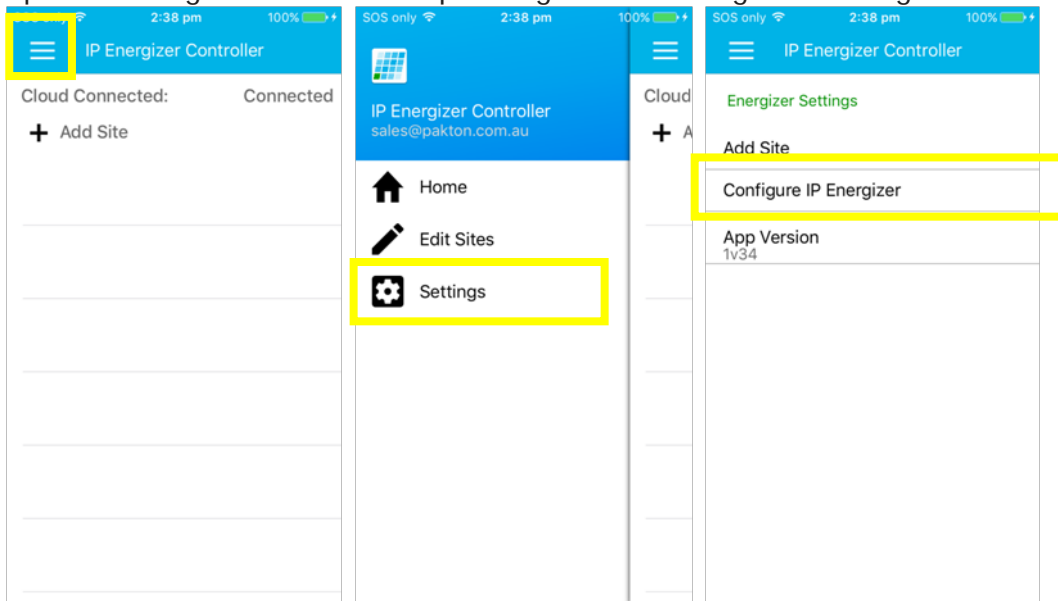 SOS only 2:38 pm 100%
IP Energizer Controller
Cloud Connected: Connected
+ Add Site
SOS only 2:38 pm 100%
IP Energizer Controller
sales@pakton.com.au
Home
Edit Sites
Settings
Cloud
+ A
SOS only 2:38 pm 100%
IP Energizer Controller
Energizer Settings
Add Site
Configure IP Energizer
App Version
1v34